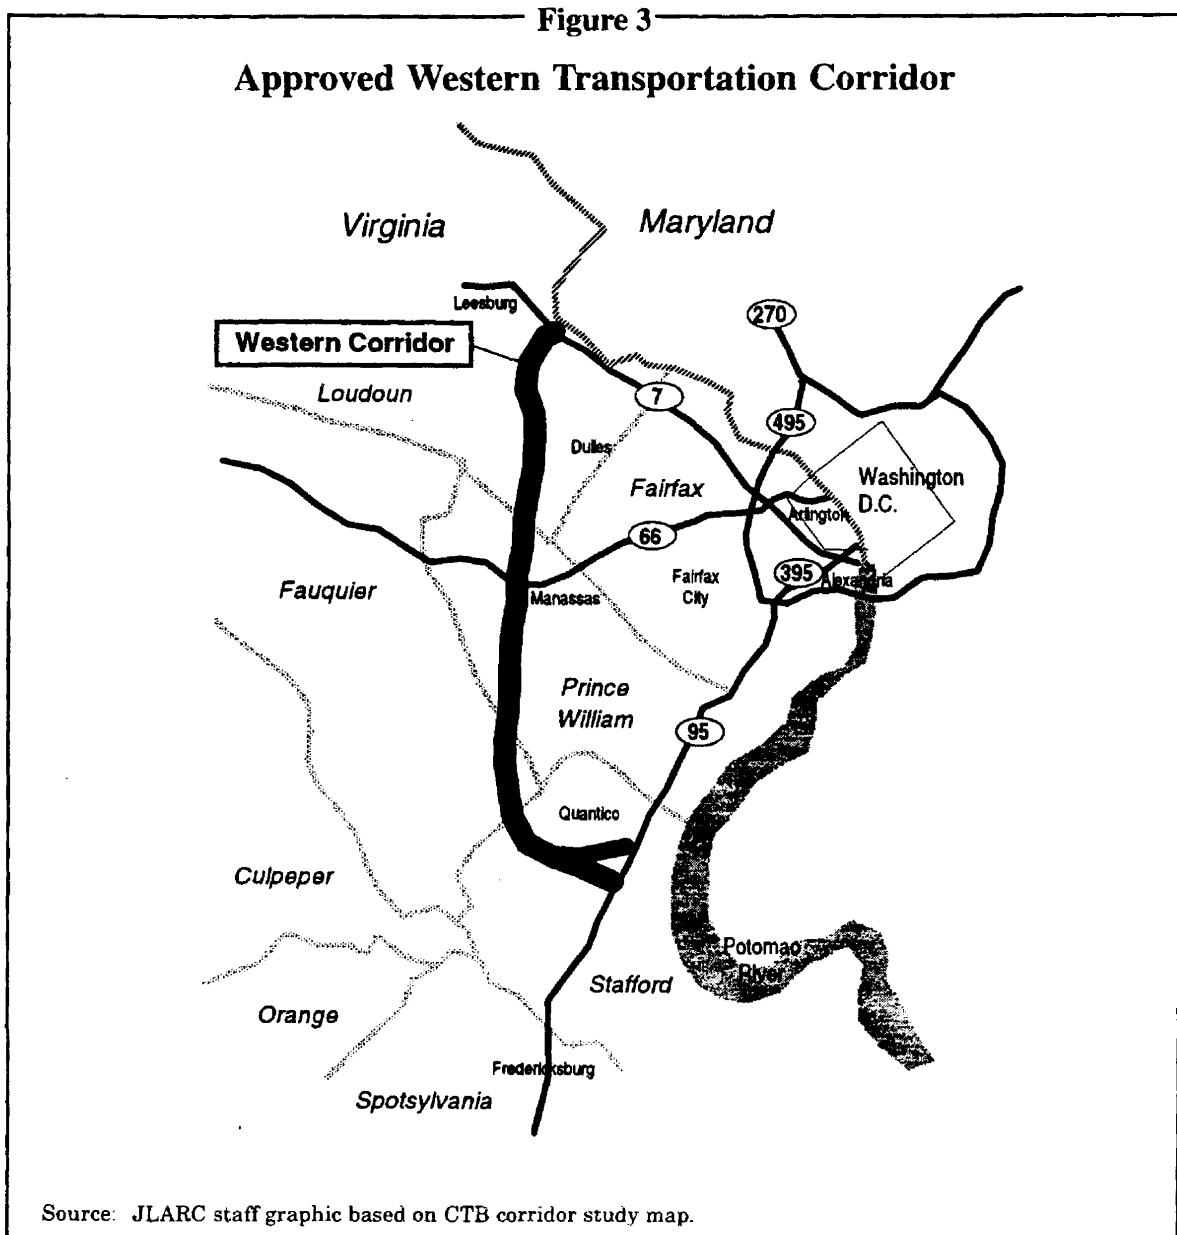 Figure 3
Approved Western Transportation Corridor
Virginia
Maryland
Leesburg
270
Western Corridor
Loudoun
7
495
Dulles
Washington
D.C.
Fairfax
Arlington
66
395
Alexandria
Fairfax
City
Fauquier
Manassas
Prince
William
95
Quantico
Culpeper
Potomac
River
Stafford
Orange
Fredericksburg
Spotsylvania
Source: JLARC staff graphic based on CTB corridor study map.